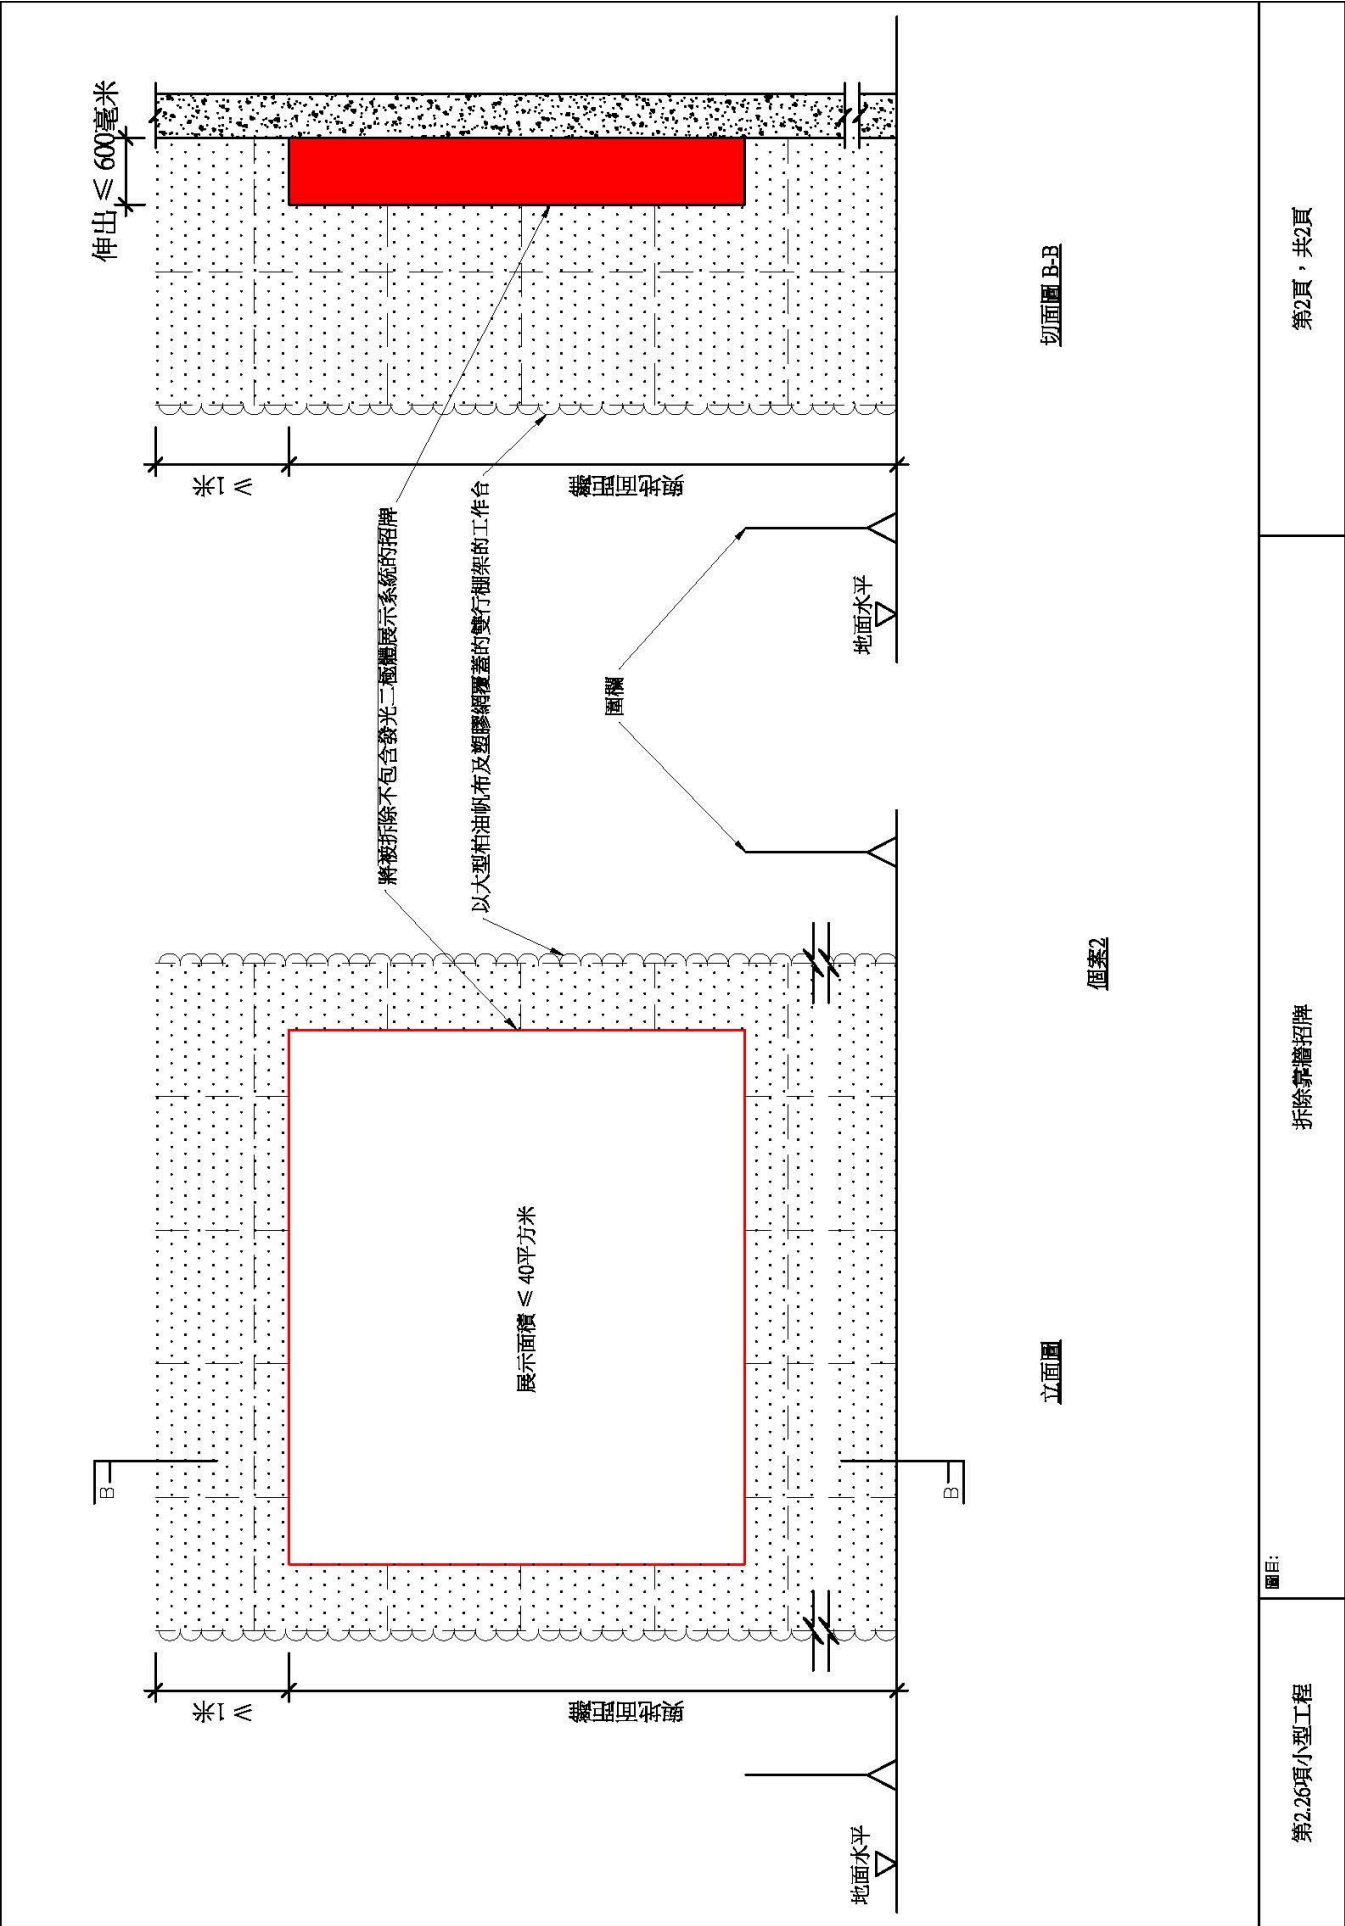 伸出 ≤ 600毫米
≥ 1米
與地面距離
將被拆除不包含發光二極體展示系統的招牌
以大型柏油帆布及塑膠網覆蓋的雙行棚架的工作台
圍欄
地面水平
切面圖 B-B
B
B
展示面積 ≤ 40平方米
≥ 1米
與地面距離
地面水平
立面圖
個案2
第2.26項小型工程
圖目:
拆除靠牆招牌
第2頁，共2頁